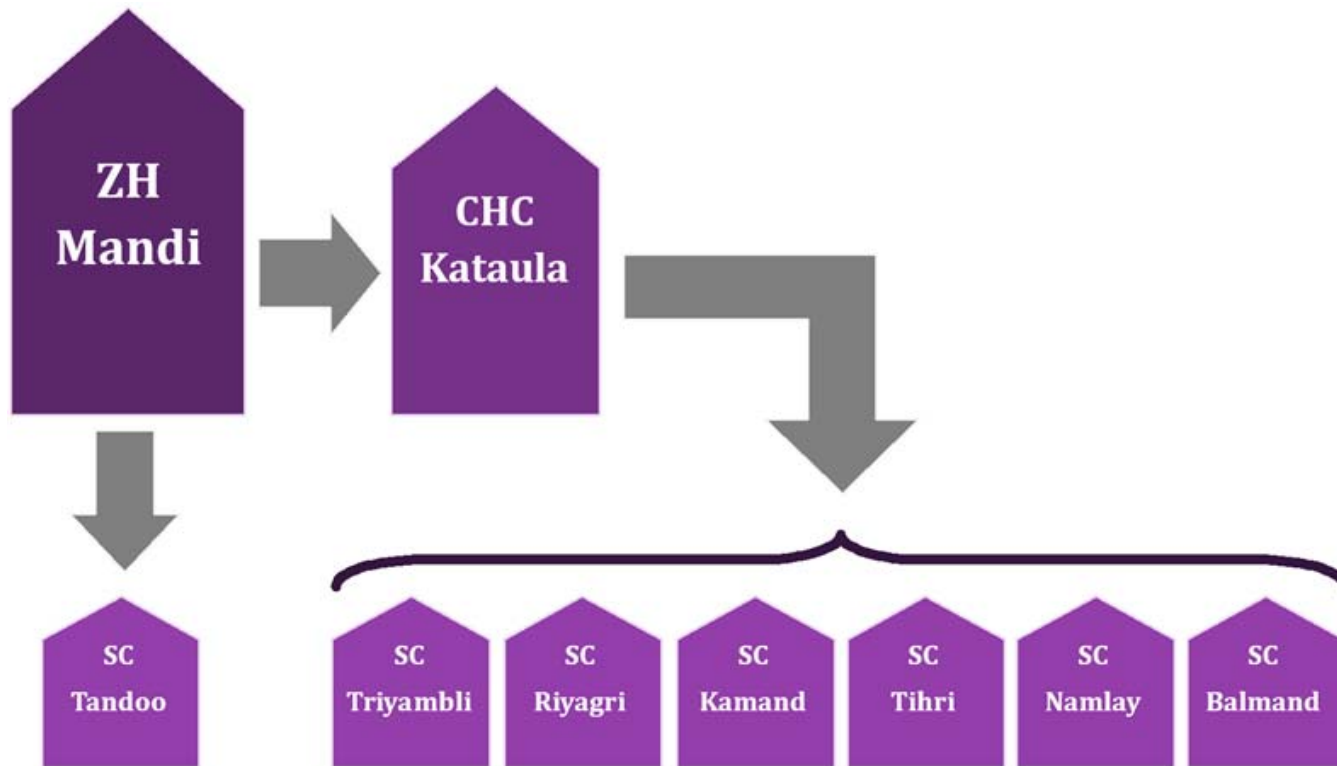 ZH
Mandi
CHC
Kataula
SC
Tandoo
SC
Triyambli
SC
Riyagri
SC
Kamand
SC
Tihri
SC
Namlay
SC
Balmand